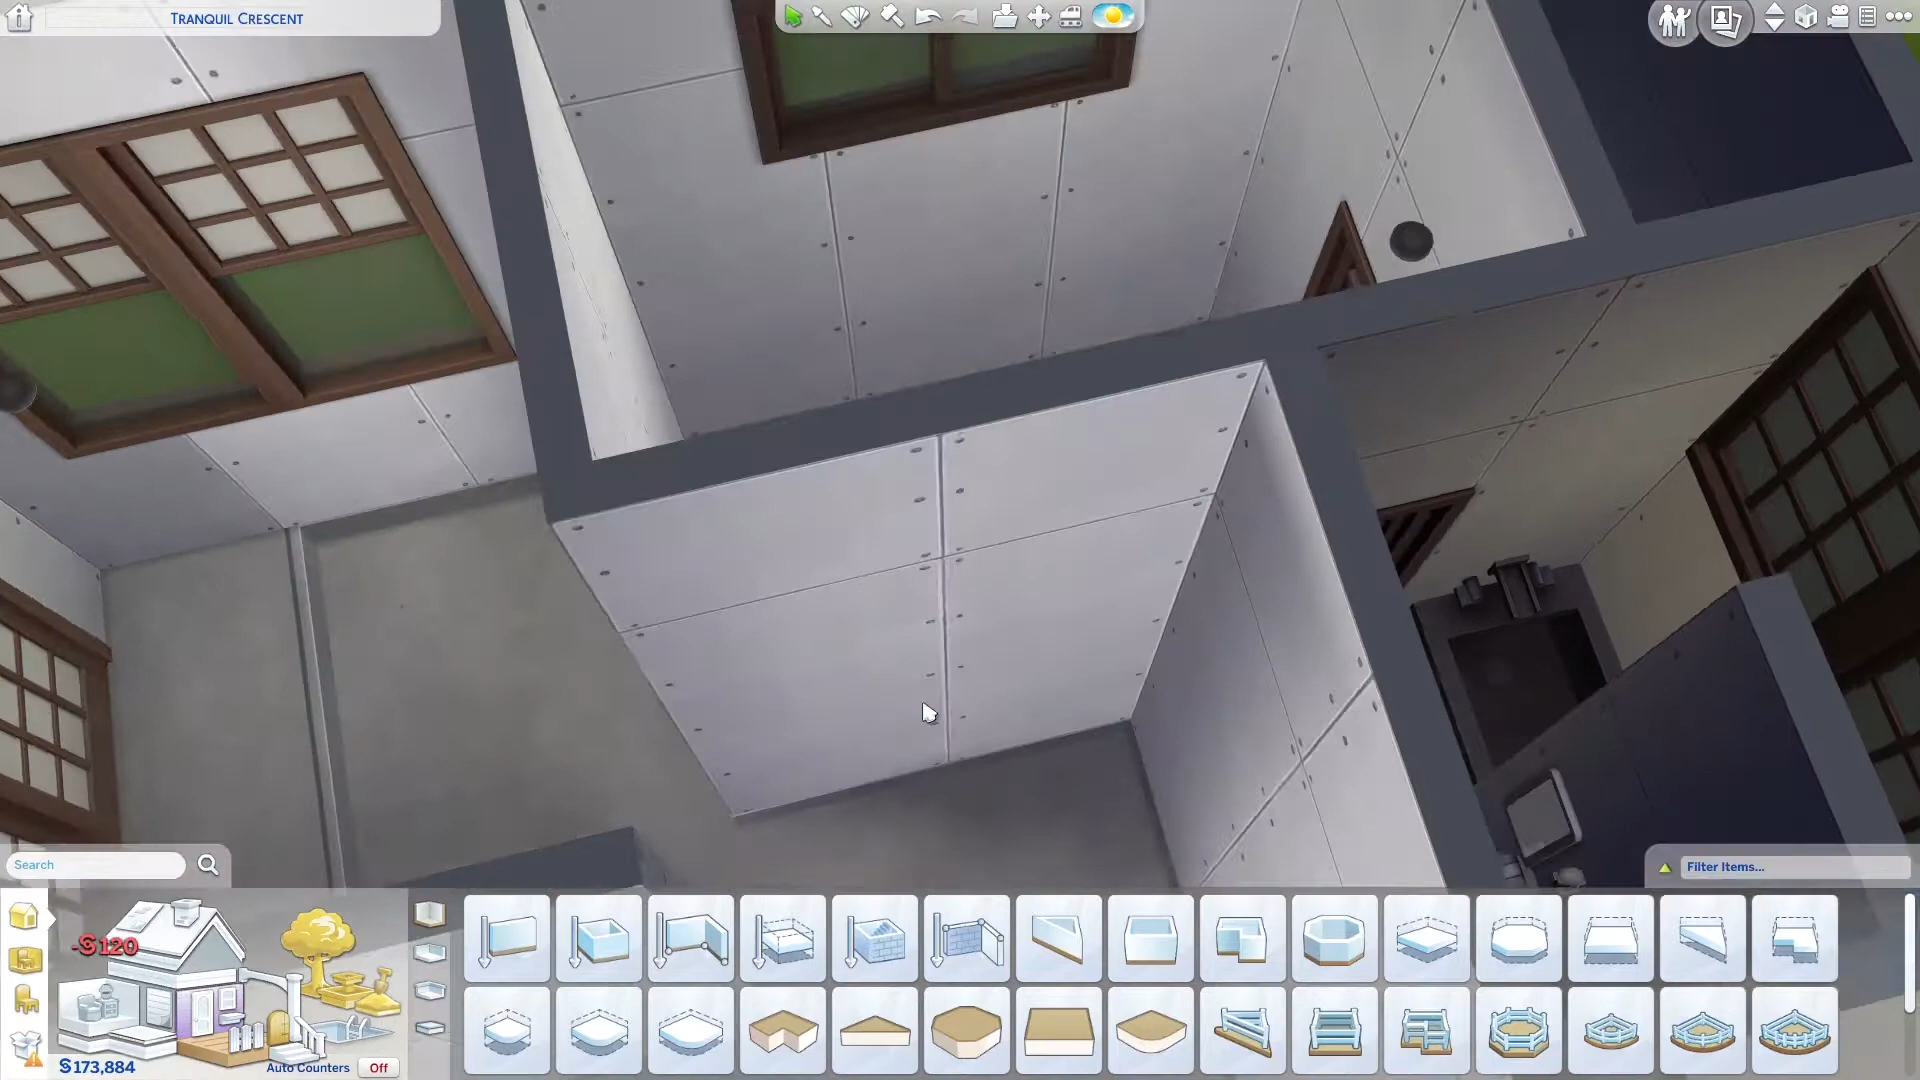 TRANQUIL CRESCENT
Search
Filter Items...
-§120
§173,884
Auto Counters
Off